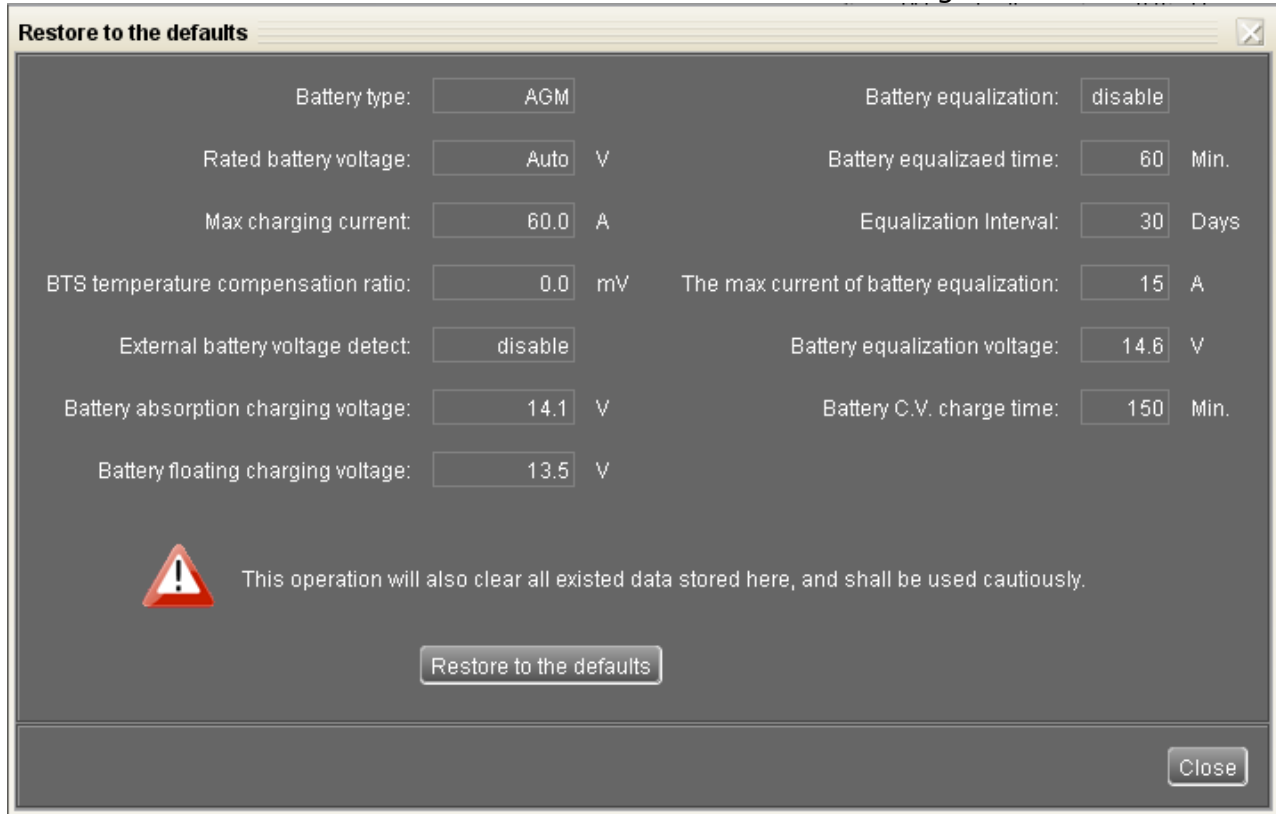 Restore to the defaults
Battery type: AGM
Battery equalization: disable
Rated battery voltage: Auto V
Battery equalizaed time: 60 Min.
Max charging current: 60.0 A
Equalization Interval: 30 Days
BTS temperature compensation ratio: 0.0 mV
The max current of battery equalization: 15 A
External battery voltage detect: disable
Battery equalization voltage: 14.6 V
Battery absorption charging voltage: 14.1 V
Battery C.V. charge time: 150 Min.
Battery floating charging voltage: 13.5 V
This operation will also clear all existed data stored here, and shall be used cautiously.
Restore to the defaults
Close